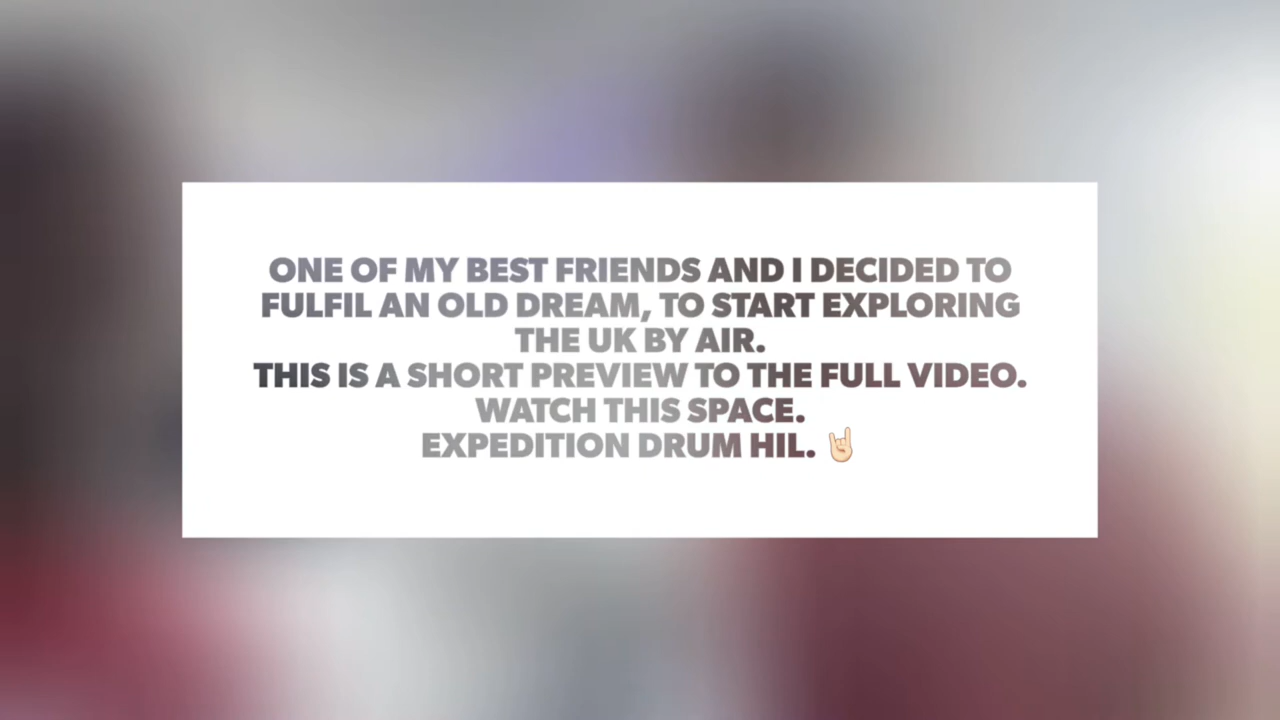 ONE OF MY BEST FRIENDS AND I DECIDED TO
FULFIL AN OLD DREAM, TO START EXPLORING
THE UK BY AIR.
THIS IS A SHORT PREVIEW TO THE FULL VIDEO.
WATCH THIS SPACE.
EXPEDITION DRUM HIL. 🤘🏻